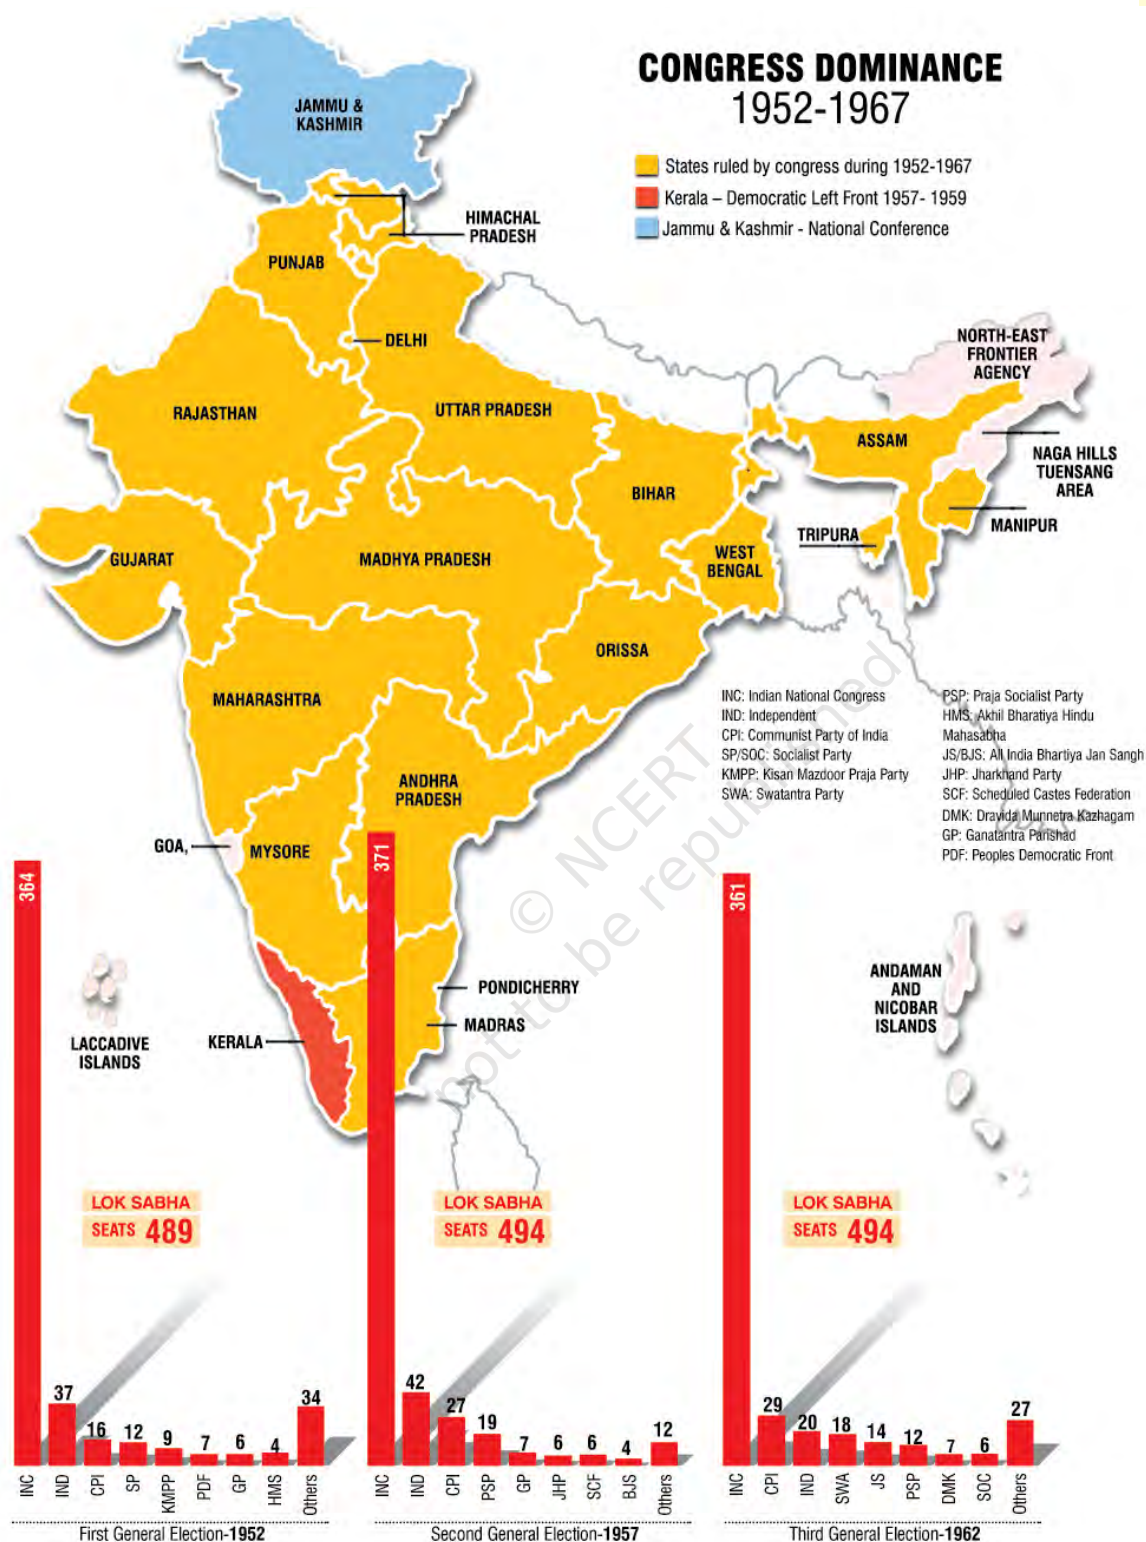 CONGRESS DOMINANCE
1952-1967
States ruled by congress during 1952-1967
Kerala – Democratic Left Front 1957- 1959
Jammu & Kashmir - National Conference
JAMMU &
KASHMIR
HIMACHAL
PRADESH
PUNJAB
DELHI
RAJASTHAN
UTTAR PRADESH
NORTH-EAST
FRONTIER
AGENCY
ASSAM
NAGA HILLS
TUENSANG
AREA
BIHAR
MANIPUR
TRIPURA
GUJARAT
MADHYA PRADESH
WEST
BENGAL
ORISSA
MAHARASHTRA
ANDHRA
PRADESH
GOA,
MYSORE
PONDICHERRY
MADRAS
KERALA
LACCADIVE
ISLANDS
ANDAMAN
AND
NICOBAR
ISLANDS
INC: Indian National Congress
IND: Independent
CPI: Communist Party of India
SP/SOC: Socialist Party
KMPP: Kisan Mazdoor Praja Party
SWA: Swatantra Party
PSP: Praja Socialist Party
HMS: Akhil Bharatiya Hindu
Mahasabha
JS/BJS: All India Bhartiya Jan Sangh
JHP: Jharkhand Party
SCF: Scheduled Castes Federation
DMK: Dravida Munnetra Kazhagam
GP: Ganatantra Parishad
PDF: Peoples Democratic Front
© NCERT
not to be republished
LOK SABHA
SEATS 489
364
37
16
12
9
7
6
4
34
INC
IND
CPI
SP
KMPP
PDF
GP
HMS
Others
First General Election-1952
LOK SABHA
SEATS 494
371
42
27
19
7
6
6
4
12
INC
IND
CPI
PSP
GP
JHP
SCF
BJS
Others
Second General Election-1957
LOK SABHA
SEATS 494
361
29
20
18
14
12
7
6
27
INC
CPI
IND
SWA
JS
PSP
DMK
SOC
Others
Third General Election-1962